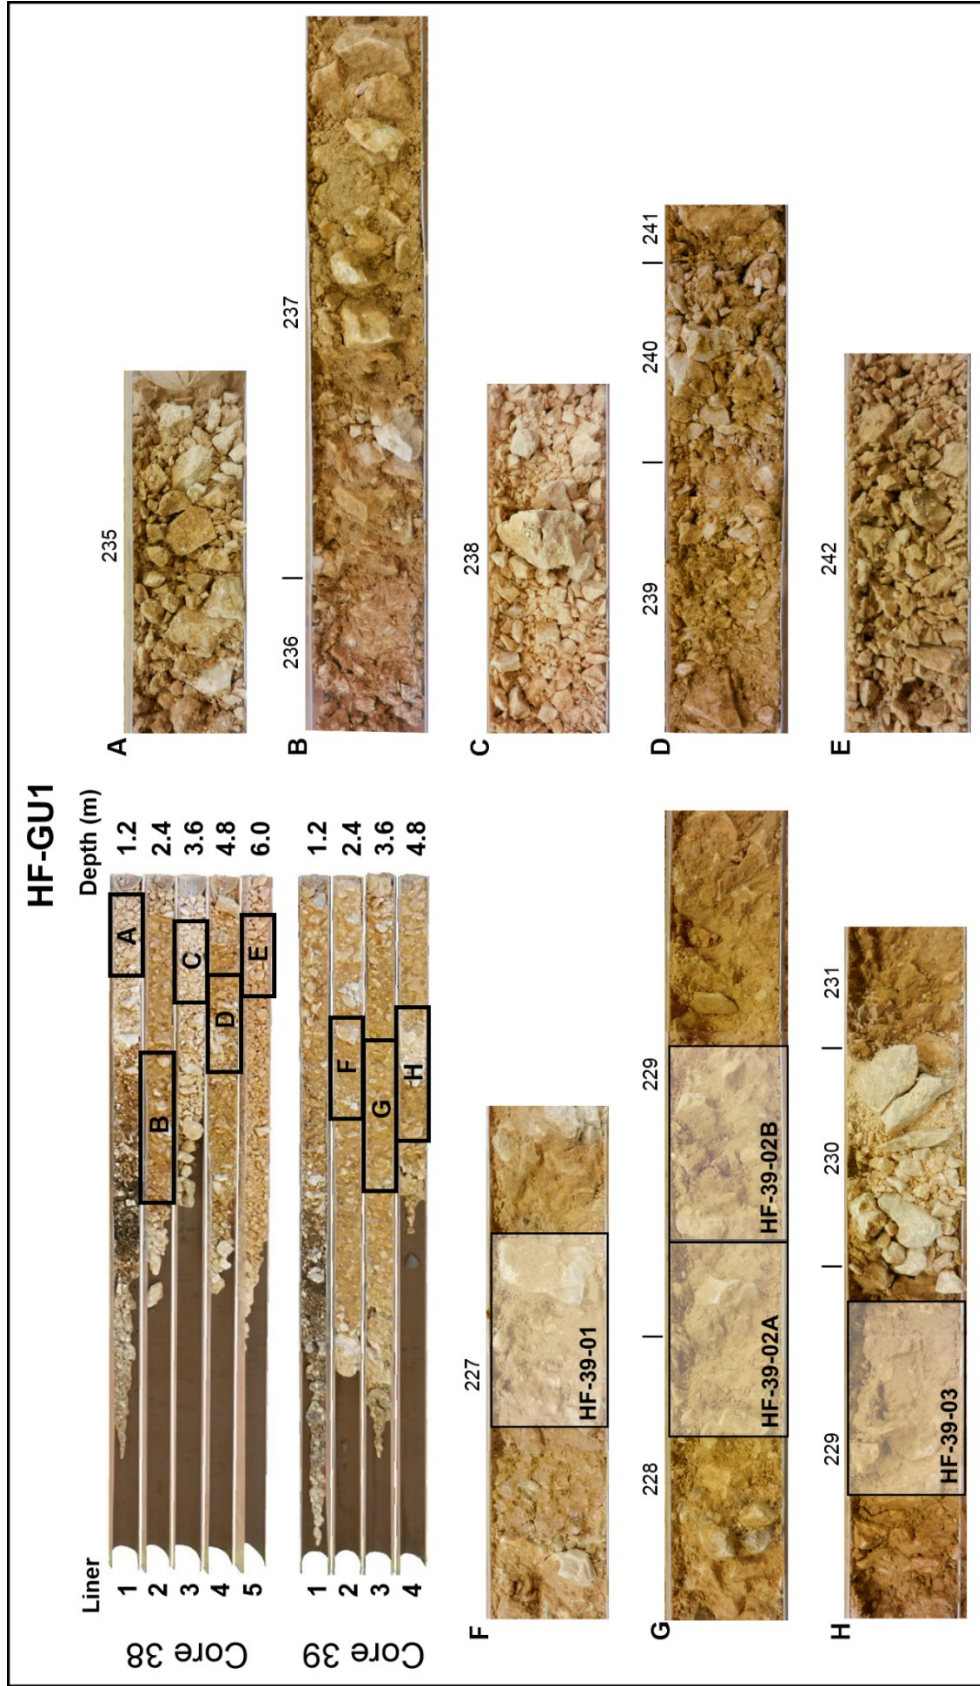 HF-GU1
Liner
Depth (m)
Core 38
1 1.2
2 2.4
3 3.6
4 4.8
5 6.0
A
B
C
D
E
Core 39
1 1.2
2 2.4
3 3.6
4 4.8
F
G
H
A
235
B
236 237
C
238
D
239 240 241
E
242
F
227
HF-39-01
G
228 229
HF-39-02A HF-39-02B
H
229 230 231
HF-39-03